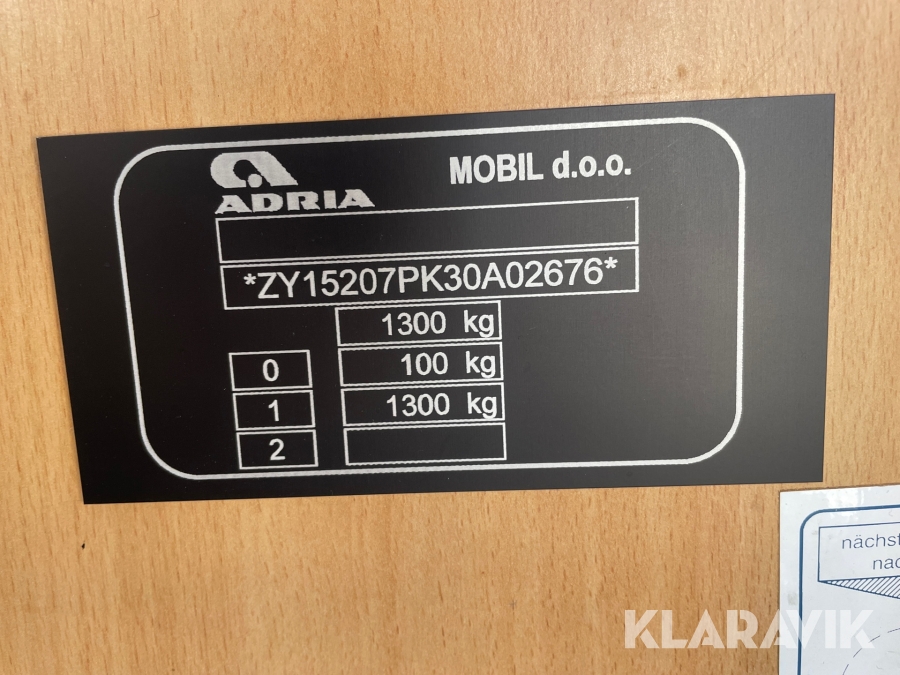 ADRIA
MOBIL d.o.o.
*ZY15207PK30A02676*
1300 kg
0 100 kg
1 1300 kg
2
nächst
nac
KLARAVIK